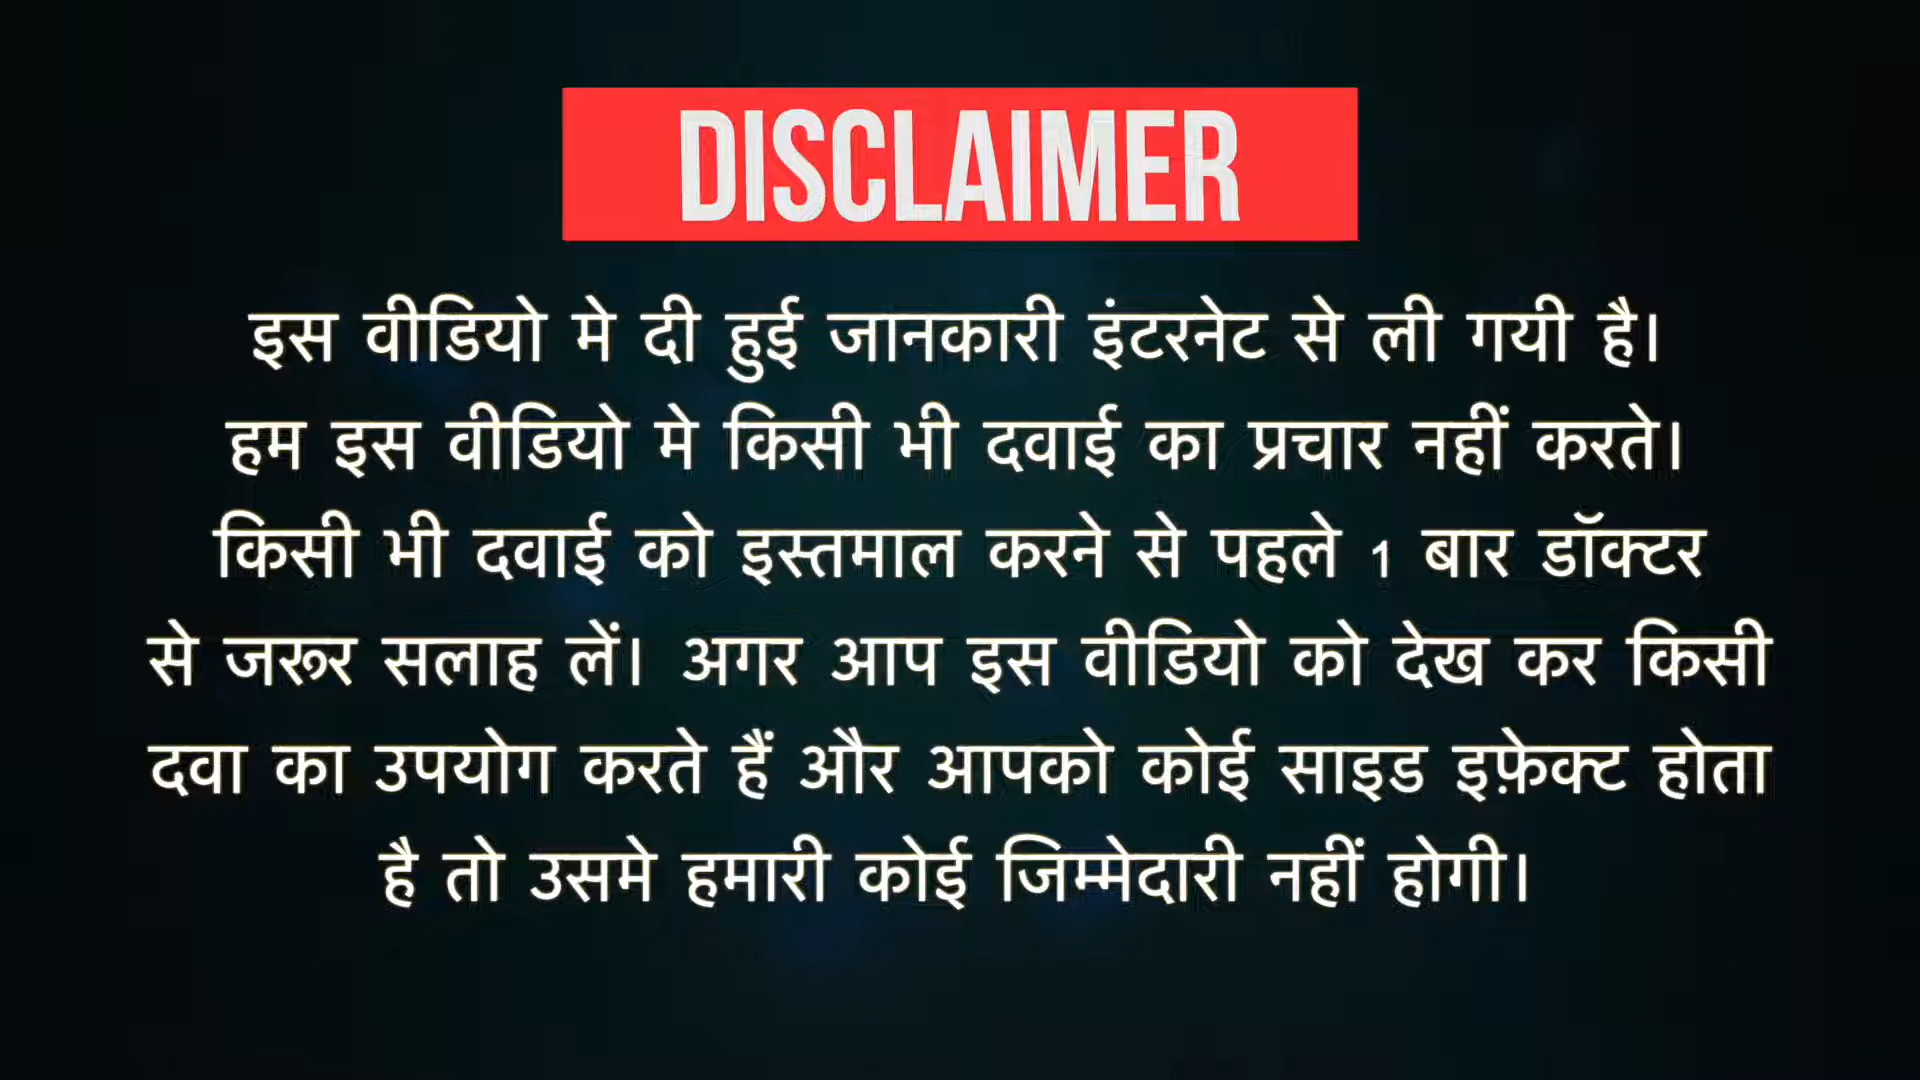 DISCLAIMER
इस वीडियो मे दी हुई जानकारी इंटरनेट से ली गयी है।
हम इस वीडियो मे किसी भी दवाई का प्रचार नहीं करते।
किसी भी दवाई को इस्तमाल करने से पहले 1 बार डॉक्टर
से जरूर सलाह लें। अगर आप इस वीडियो को देख कर किसी
दवा का उपयोग करते हैं और आपको कोई साइड इफ़ेक्ट होता
है तो उसमे हमारी कोई जिम्मेदारी नहीं होगी।